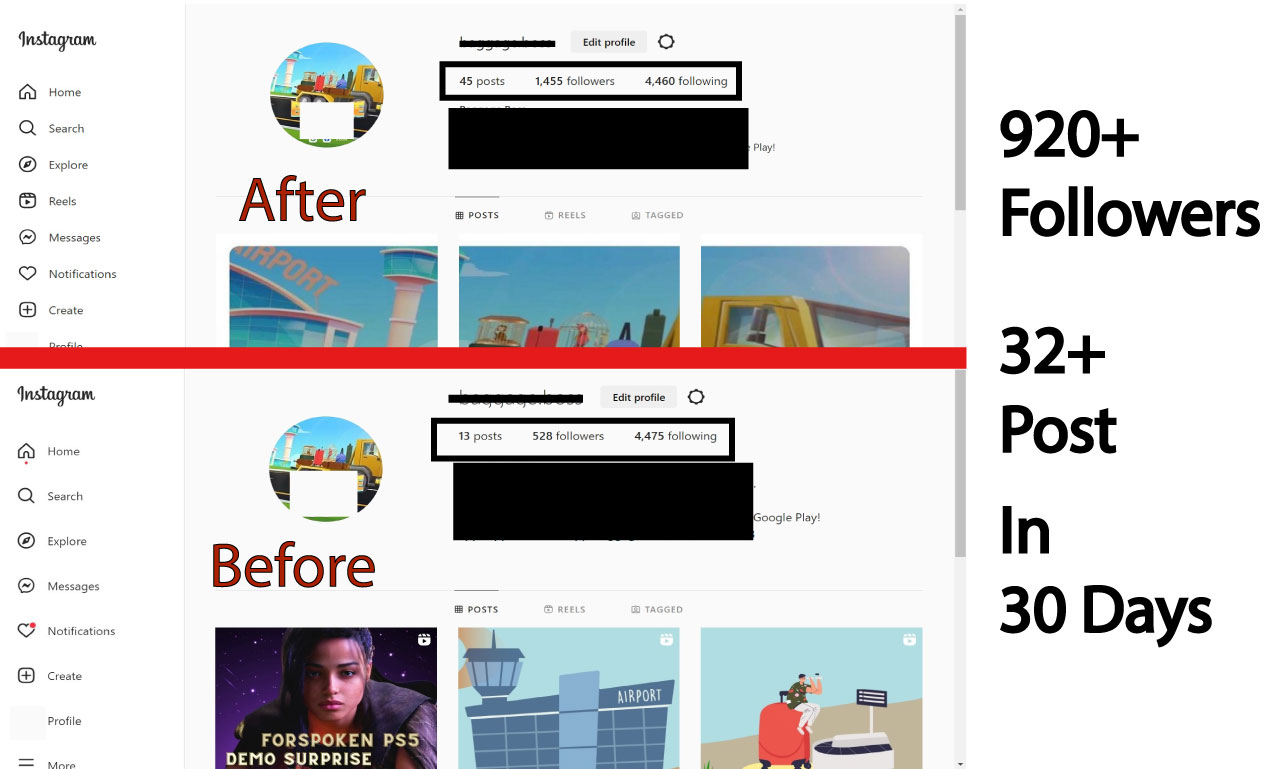 Instagram
Home
Search
Explore
Reels
Messages
Notifications
Create
Profile
Edit profile
45 posts 1,455 followers 4,460 following
Play!
After
POSTS REELS TAGGED
AIRPORT
Instagram
Home
Search
Explore
Messages
Notifications
Create
Profile
More
Edit profile
13 posts 528 followers 4,475 following
Google Play!
Before
POSTS REELS TAGGED
FORSPOKEN PS5
DEMO SURPRISE
AIRPORT
920+
Followers
32+
Post
In
30 Days